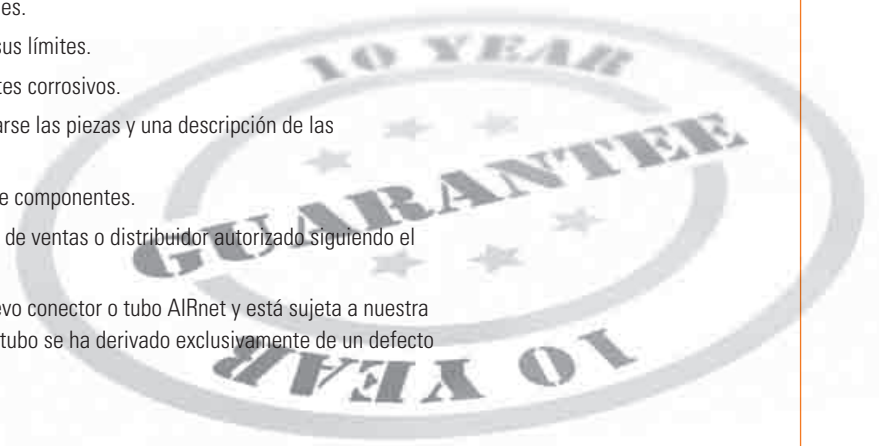 es.
sus límites.
tes corrosivos.
arse las piezas y una descripción de las
e componentes.
de ventas o distribuidor autorizado siguiendo el
evo conector o tubo AIRnet y está sujeta a nuestra
tubo se ha derivado exclusivamente de un defecto
10 YEAR
GUARANTEE
10 YEAR